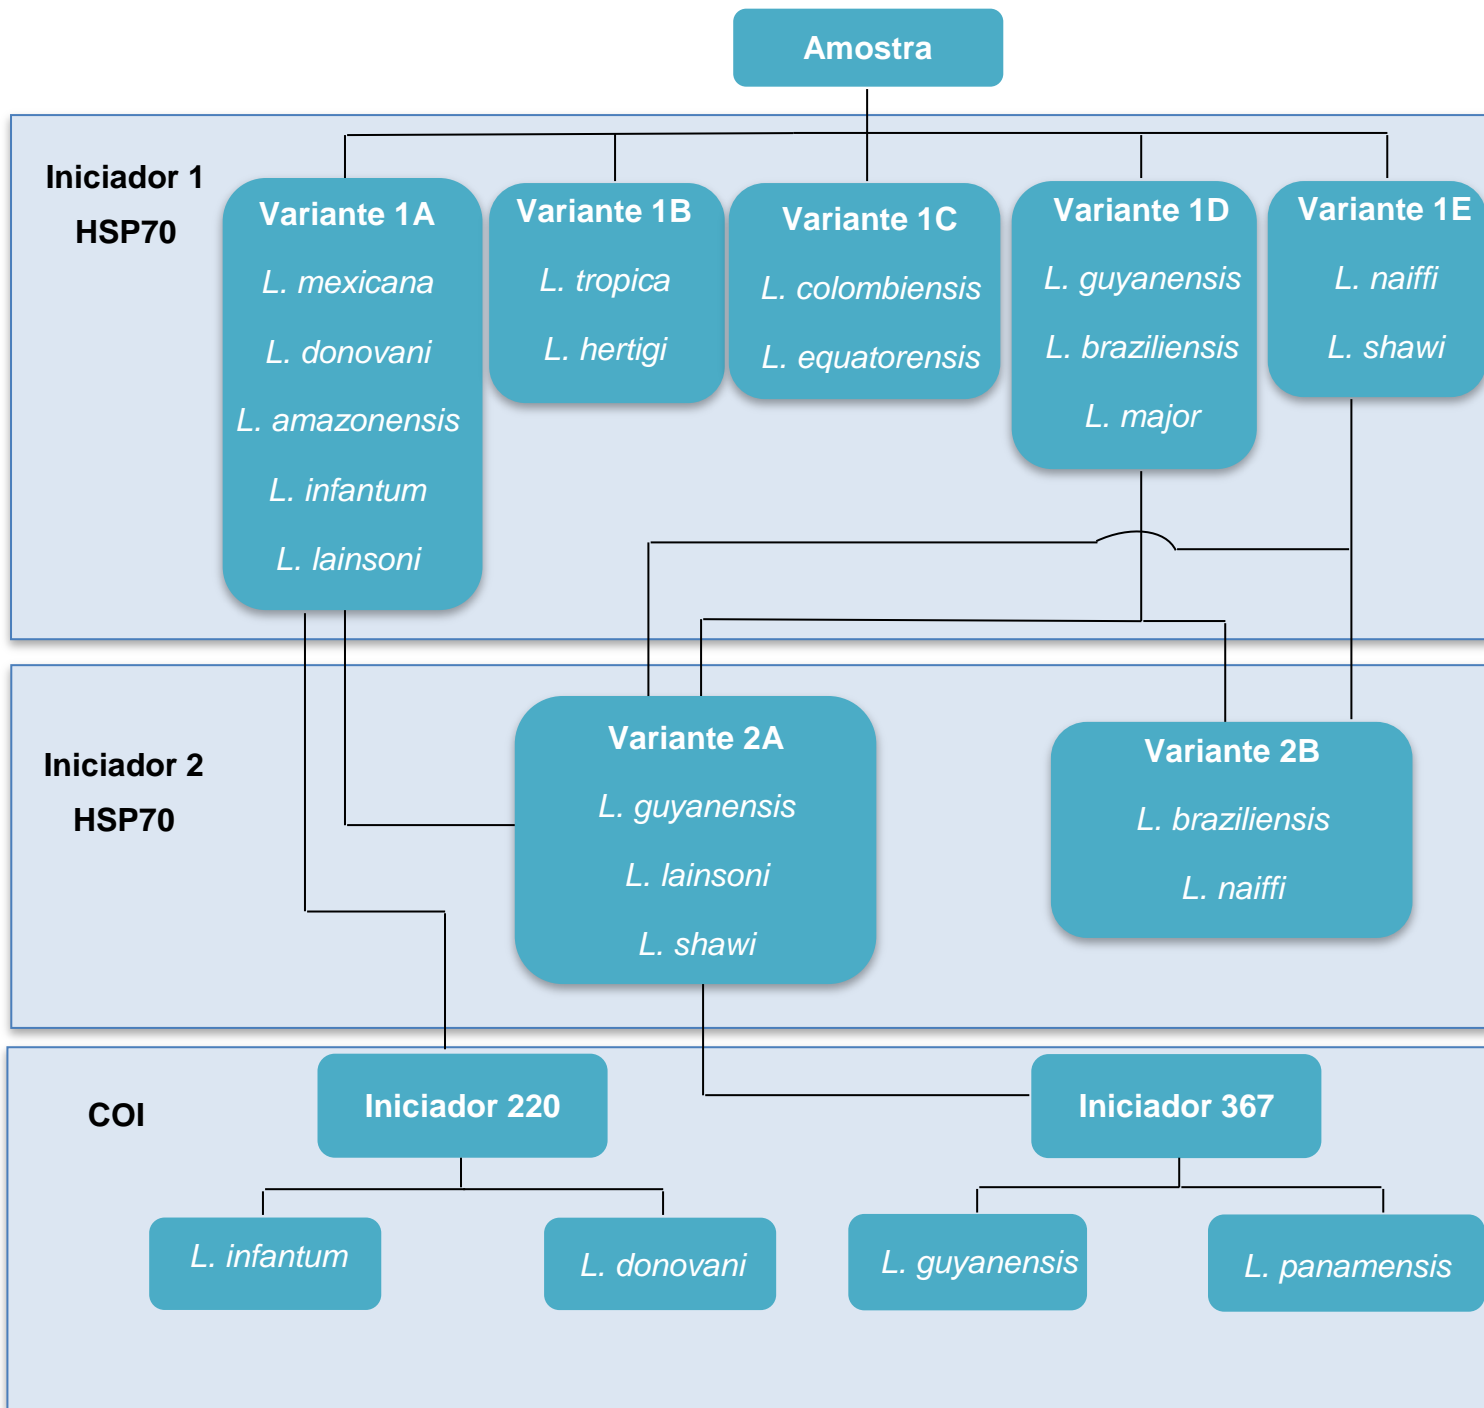 Amostra
Iniciador 1
HSP70
Variante 1A
L. mexicana
L. donovani
L. amazonensis
L. infantum
L. lainsoni
Variante 1B
L. tropica
L. hertigi
Variante 1C
L. colombiensis
L. equatorensis
Variante 1D
L. guyanensis
L. braziliensis
L. major
Variante 1E
L. naiffi
L. shawi
Iniciador 2
HSP70
Variante 2A
L. guyanensis
L. lainsoni
L. shawi
Variante 2B
L. braziliensis
L. naiffi
COI
Iniciador 220
Iniciador 367
L. infantum
L. donovani
L. guyanensis
L. panamensis